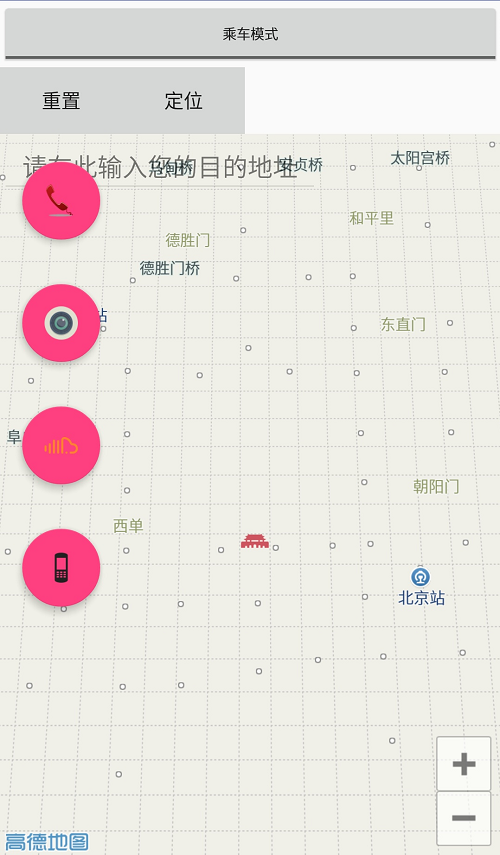 乘车模式
重置
定位
请在此输入您的目的地址
安贞桥
太阳宫桥
和平里
德胜门
德胜门桥
站
东直门
阜
朝阳门
西单
北京站
高德地图